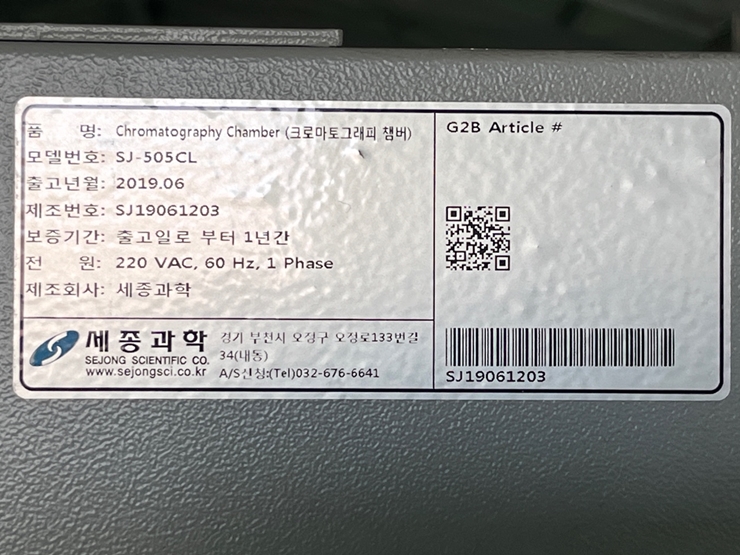 품 명: Chromatography Chamber (크로마토그래피 챔버)
모델번호: SJ-505CL
출고년월: 2019.06
제조번호: SJ19061203
보증기간: 출고일로 부터 1년간
전 원: 220 VAC, 60 Hz, 1 Phase
제조회사: 세종과학
세종과학
SEJONG SCIENTIFIC CO.
www.sejongsci.co.kr
경기 부천시 오정구 오정로133번길
34(내동)
A/S신청:(Tel)032-676-6641
G2B Article #
SJ19061203